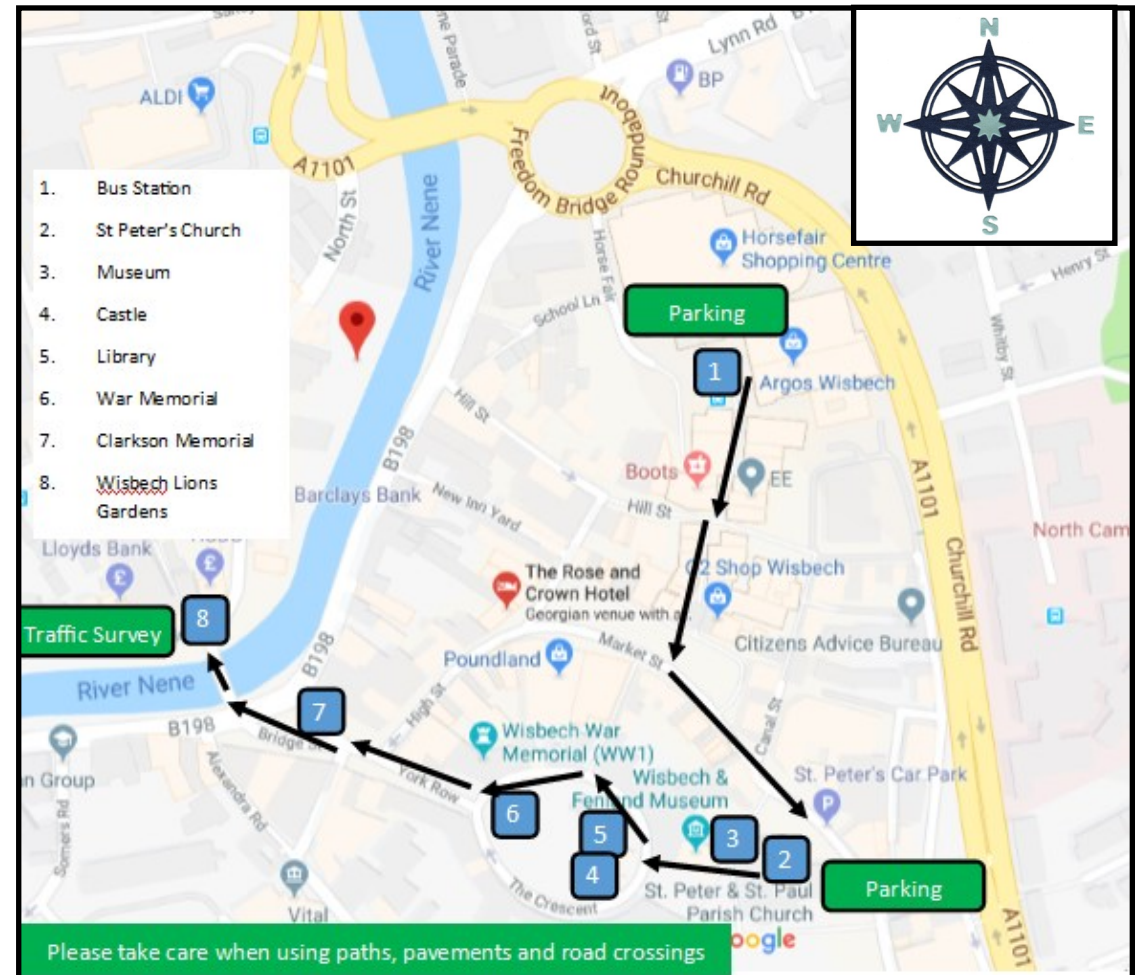 N
W
E
S
Lynn Rd
BP
ALDI
A1101
North St
River Nene
Freedom Bridge Roundabout
Churchill Rd
Horsefair
Shopping Centre
Henry St
Whitby St
Horse Fair
School Ln
Parking
1. Bus Station
2. St Peter's Church
3. Museum
4. Castle
5. Library
6. War Memorial
7. Clarkson Memorial
8. Wisbech Lions
Gardens
1
Argos Wisbech
Hill St
B198
Boots
EE
A1101
Barclays Bank
New Inn Yard
Hill St
North Cam
Lloyds Bank
The Rose and
Crown Hotel
Georgian venue with a
2 Shop Wisbech
Churchill Rd
Traffic Survey
8
Citizens Advice Bureau
Market St
Poundland
B198
River Nene
High St
7
Canal St
B198
Bridge S
Wisbech War
Memorial (WW1)
n Group
York Row
Wisbech &
Fenland Museum
St. Peter's Car Park
P
Alexandra Rd
Somers Rd
6
5
3
2
4
The Crescent
St. Peter & St. Paul
Parish Church
Parking
Vital
A1101
oogle
Please take care when using paths, pavements and road crossings